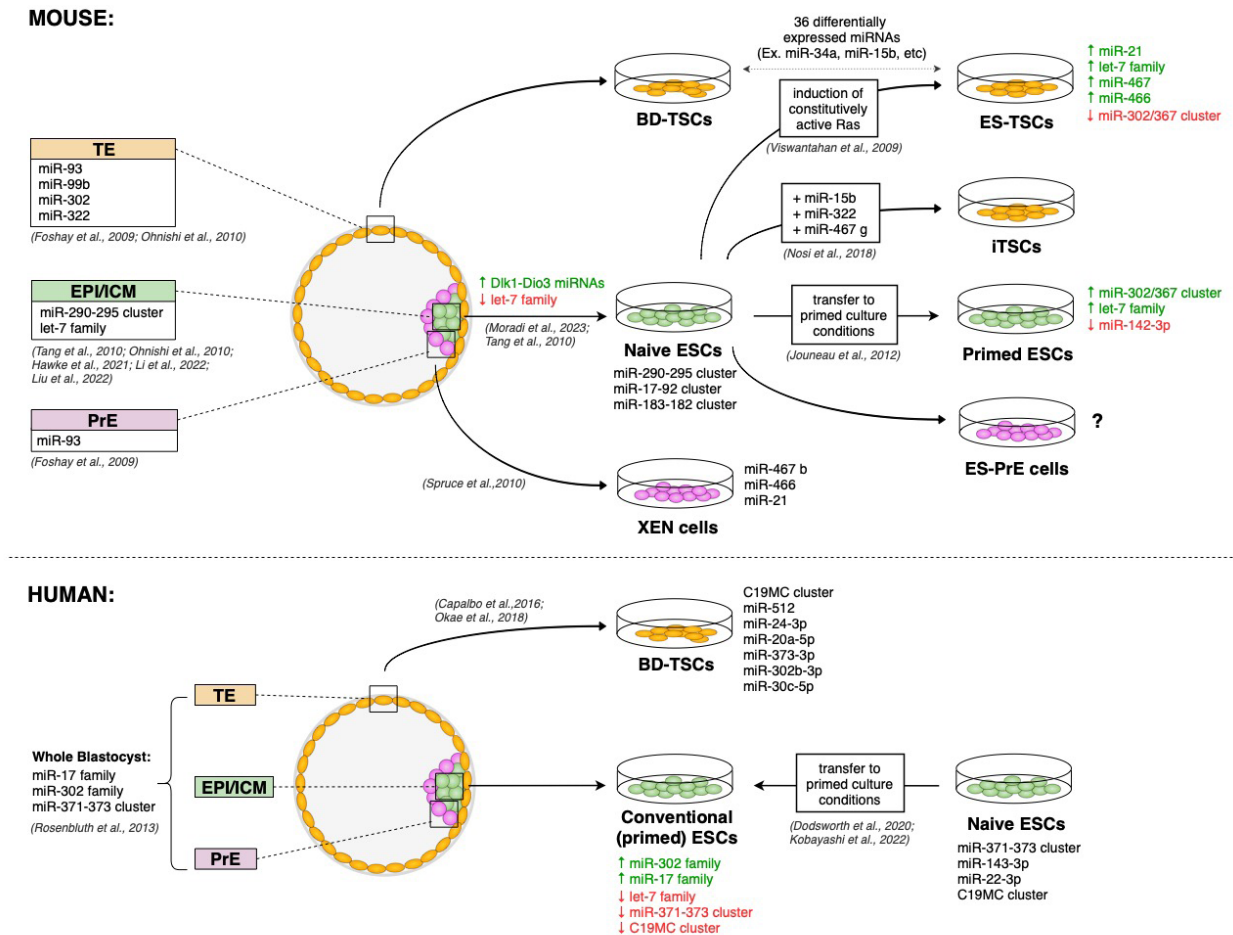 MOUSE:
36 differentially
expressed miRNAs
(Ex. miR-34a, miR-15b, etc)
BD-TSCs
ES-TSCs
↑ miR-21
↑ let-7 family
↑ miR-467
↑ miR-466
↓ miR-302/367 cluster
induction of
constitutively
active Ras
(Viswantahan et al., 2009)
TE
miR-93
miR-99b
miR-302
miR-322
(Foshay et al., 2009; Ohnishi et al., 2010)
+ miR-15b
+ miR-322
+ miR-467 g
(Nosi et al., 2018)
iTSCs
EPI/ICM
miR-290-295 cluster
let-7 family
(Tang et al., 2010; Ohnishi et al., 2010;
Hawke et al., 2021; Li et al., 2022;
Liu et al., 2022)
↑ Dlk1-Dio3 miRNAs
↓ let-7 family
(Moradi et al., 2023;
Tang et al., 2010)
Naive ESCs
miR-290-295 cluster
miR-17-92 cluster
miR-183-182 cluster
transfer to
primed culture
conditions
(Jouneau et al., 2012)
Primed ESCs
↑ miR-302/367 cluster
↑ let-7 family
↓ miR-142-3p
PrE
miR-93
(Foshay et al., 2009)
?
ES-PrE cells
(Spruce et al.,2010)
XEN cells
miR-467 b
miR-466
miR-21
HUMAN:
(Capalbo et al.,2016;
Okae et al., 2018)
BD-TSCs
C19MC cluster
miR-512
miR-24-3p
miR-20a-5p
miR-373-3p
miR-302b-3p
miR-30c-5p
TE
EPI/ICM
PrE
Whole Blastocyst:
miR-17 family
miR-302 family
miR-371-373 cluster
(Rosenbluth et al., 2013)
Conventional
(primed) ESCs
↑ miR-302 family
↑ miR-17 family
↓ let-7 family
↓ miR-371-373 cluster
↓ C19MC cluster
transfer to
primed culture
conditions
(Dodsworth et al., 2020;
Kobayashi et al., 2022)
Naive ESCs
miR-371-373 cluster
miR-143-3p
miR-22-3p
C19MC cluster